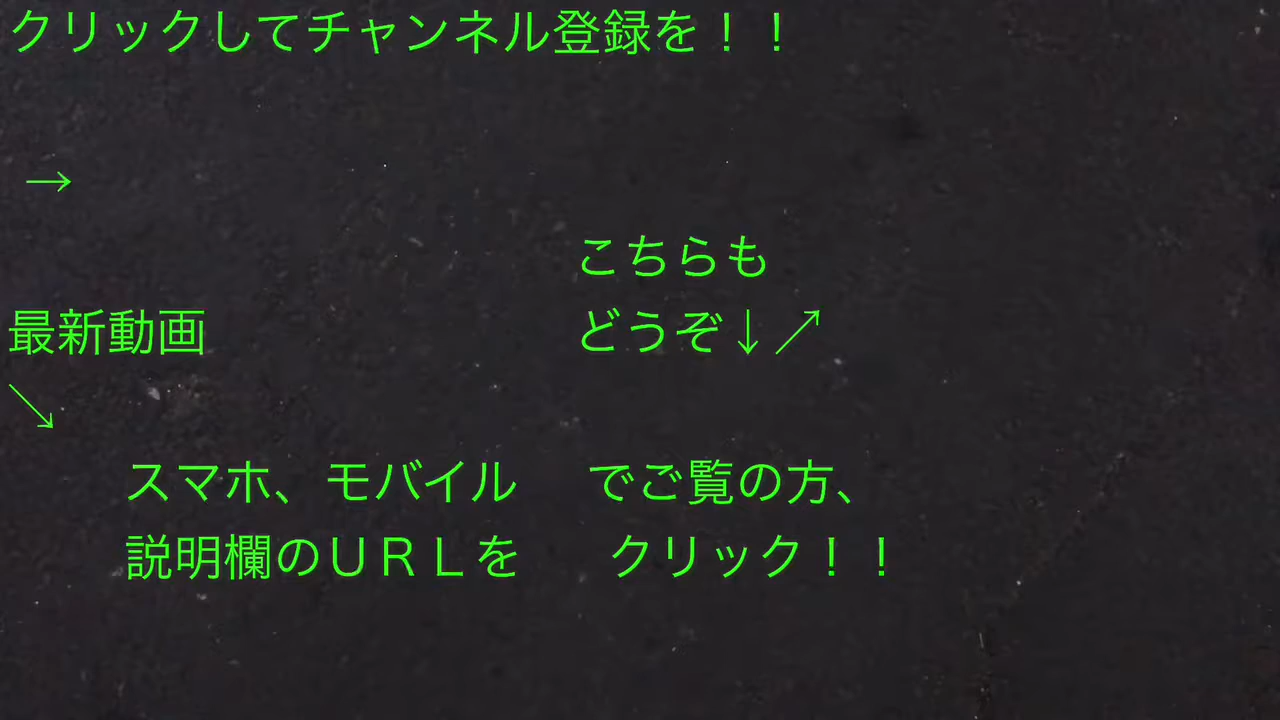 クリックしてチャンネル登録を！！
→
こちらも
最新動画
どうぞ↓↗
↘
スマホ、モバイル でご覧の方、
説明欄のＵＲＬを クリック！！